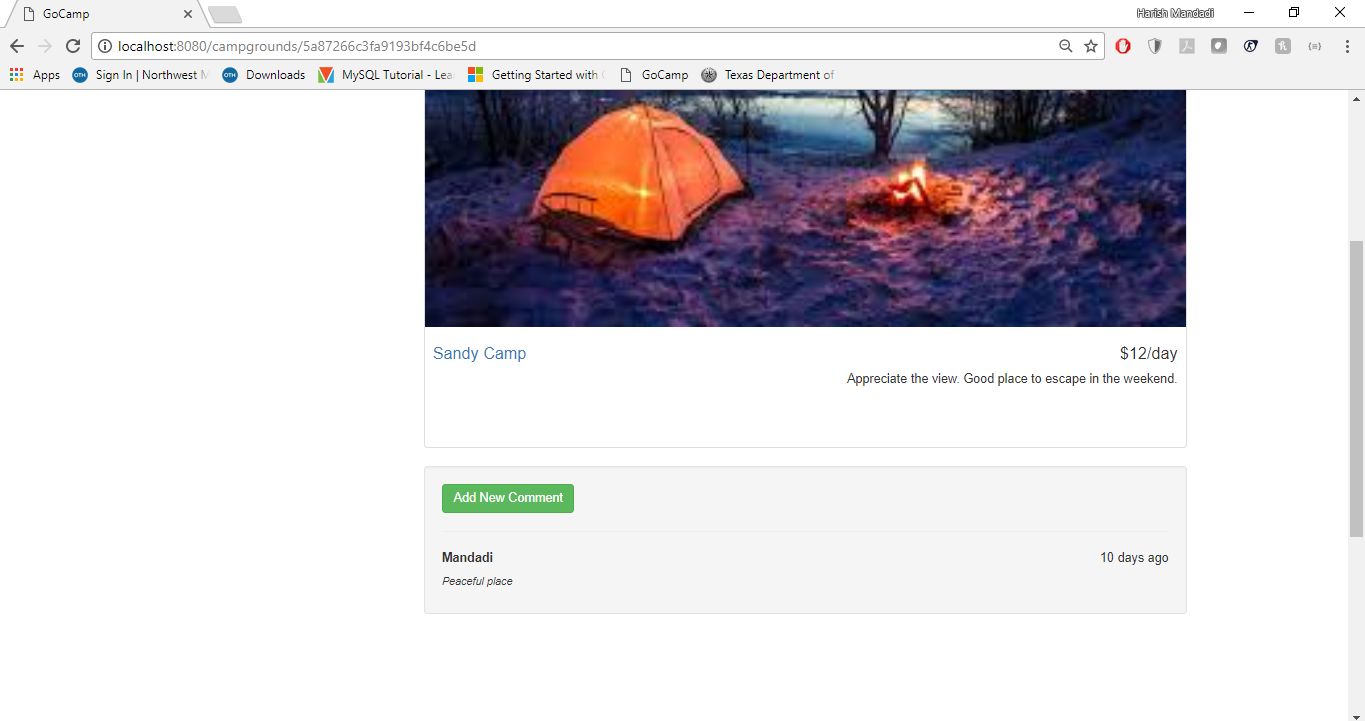 GoCamp
Harish Mandadi
localhost:8080/campgrounds/5a87266c3fa9193bf4c6be5d
Apps Sign In | Northwest Downloads MySQL Tutorial - Lea Getting Started with GoCamp Texas Department of
Sandy Camp $12/day
Appreciate the view. Good place to escape in the weekend.
Add New Comment
Mandadi 10 days ago
Peaceful place